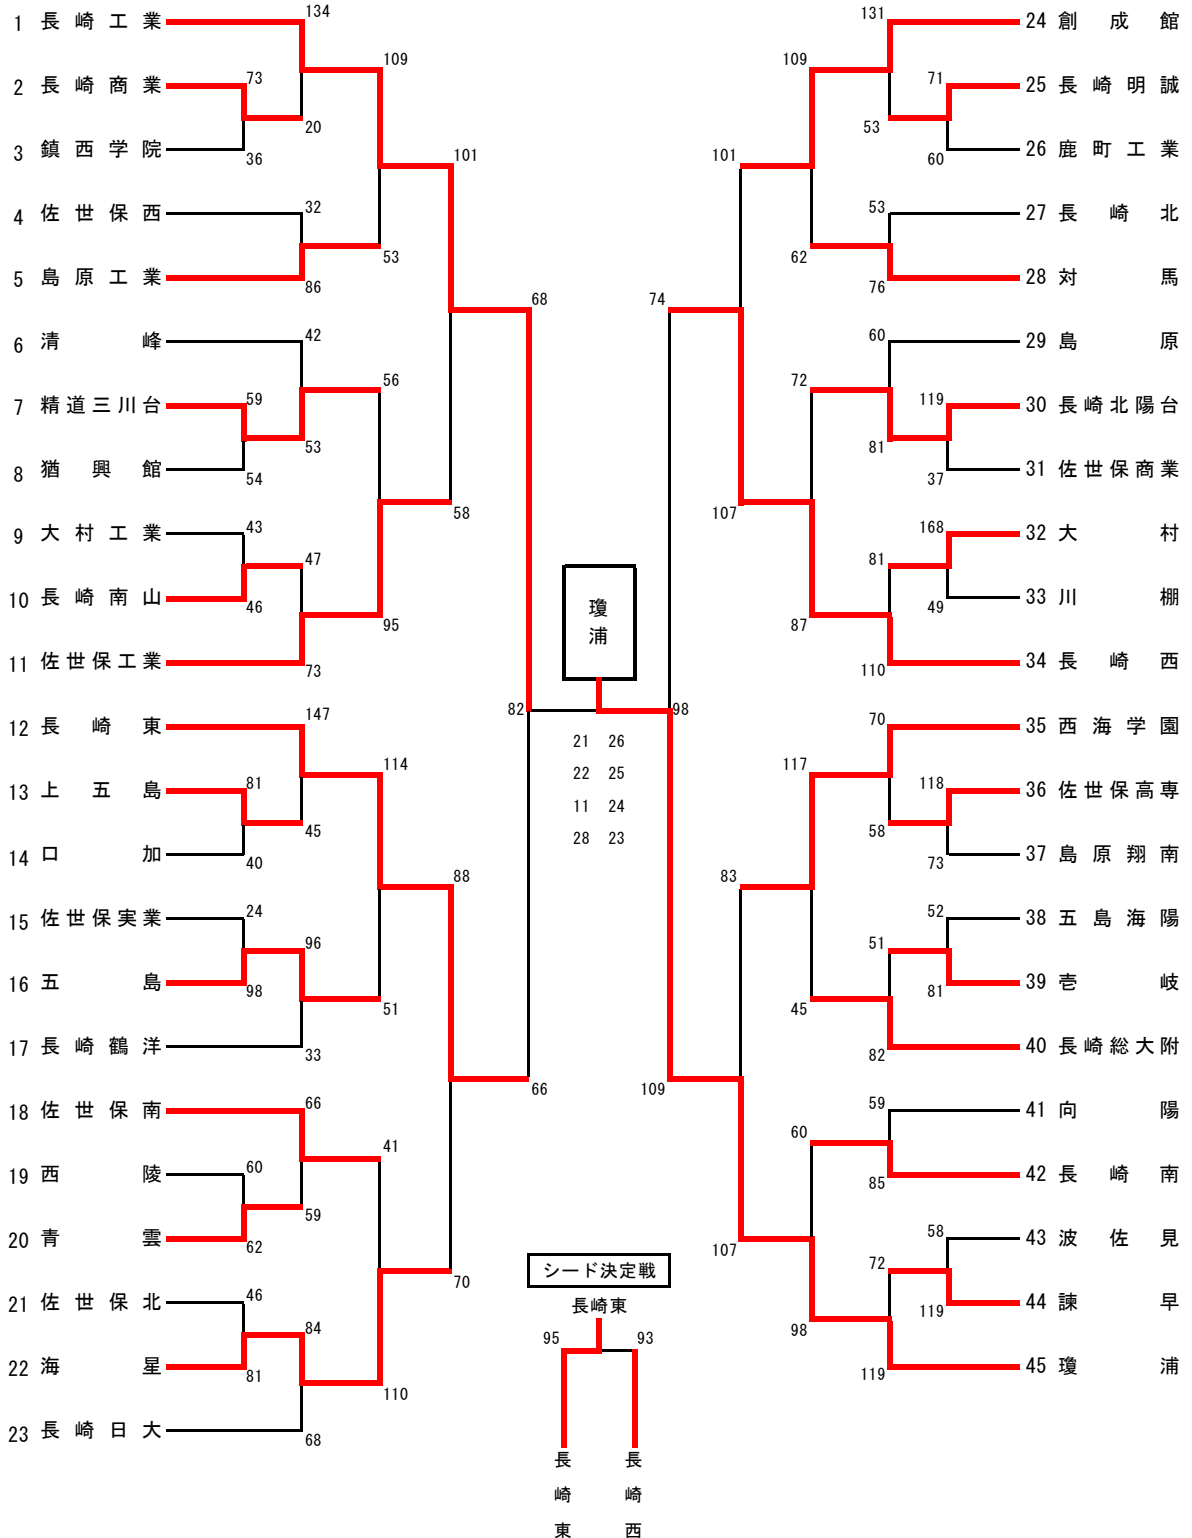 1 長崎工業
2 長崎商業
3 鎮西学院
4 佐世保西
5 島原工業
6 清峰
7 精道三川台
8 猶興館
9 大村工業
10 長崎南山
11 佐世保工業
12 長崎東
13 上五島
14 口加
15 佐世保実業
16 五島
17 長崎鶴洋
18 佐世保南
19 西陵
20 青雲
21 佐世保北
22 海星
23 長崎日大
134
73
20
36
32
86
42
59
53
54
43
47
46
73
147
81
45
40
24
96
98
33
66
60
59
62
46
84
81
68
109
53
56
95
114
51
41
110
101
58
88
70
68
66
82
瓊浦
98
21 26
22 25
11 24
28 23
74
109
101
107
83
107
109
62
72
87
117
45
60
98
131
71
53
60
53
76
60
119
81
37
168
81
49
110
70
118
58
73
52
51
81
82
59
85
58
72
119
119
24 創成館
25 長崎明誠
26 鹿町工業
27 長崎北
28 対馬
29 島原
30 長崎北陽台
31 佐世保商業
32 大村
33 川棚
34 長崎西
35 西海学園
36 佐世保高専
37 島原翔南
38 五島海陽
39 壱岐
40 長崎総大附
41 向陽
42 長崎南
43 波佐見
44 諫早
45 瓊浦
シード決定戦
長崎東
95 93
長崎東
長崎西